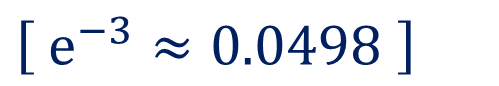 [ e⁻³ ≈ 0.0498 ]